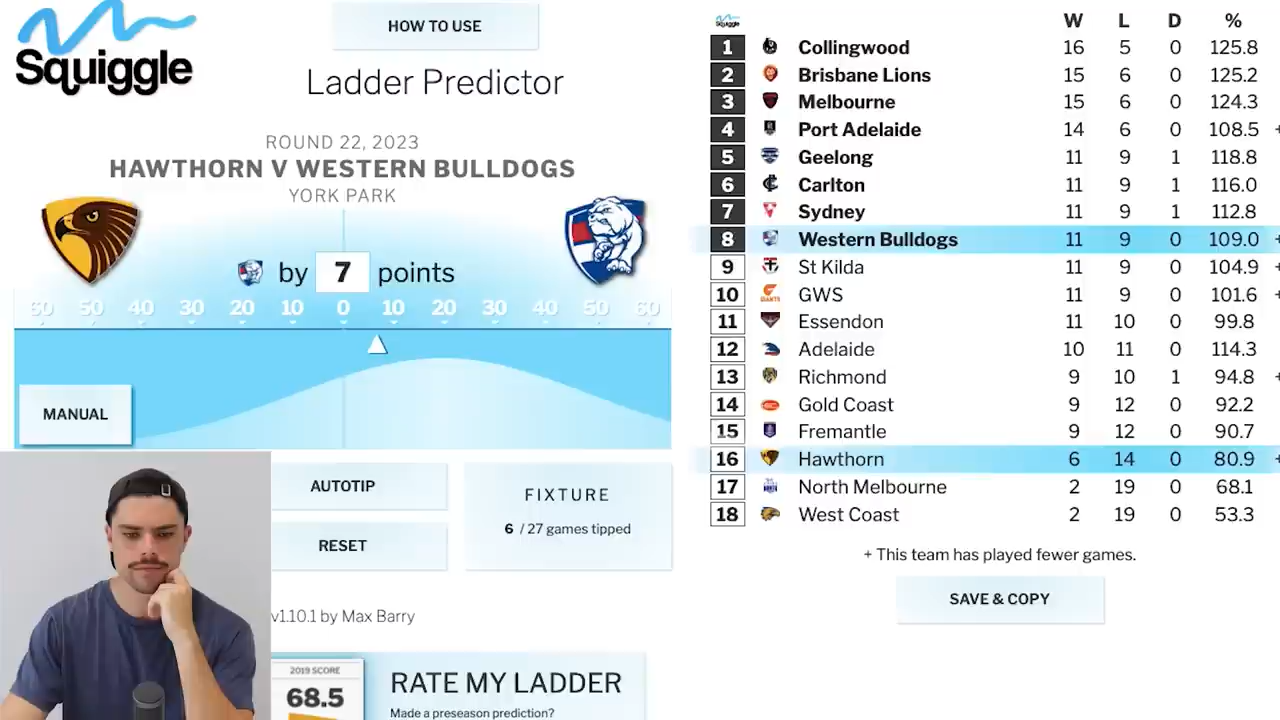 Squiggle
HOW TO USE
Ladder Predictor
ROUND 22, 2023
HAWTHORN V WESTERN BULLDOGS
YORK PARK
by 7 points
60 50 40 30 20 10 0 10 20 30 40 50 60
MANUAL
AUTOTIP
RESET
FIXTURE
6 / 27 games tipped
v1.10.1 by Max Barry
2019 SCORE
68.5
RATE MY LADDER
Made a preseason prediction?
Squiggle W L D %
1 Collingwood 16 5 0 125.8
2 Brisbane Lions 15 6 0 125.2
3 Melbourne 15 6 0 124.3
4 Port Adelaide 14 6 0 108.5 +
5 Geelong 11 9 1 118.8
6 Carlton 11 9 1 116.0
7 Sydney 11 9 1 112.8
8 Western Bulldogs 11 9 0 109.0 +
9 St Kilda 11 9 0 104.9 +
10 GWS 11 9 0 101.6 +
11 Essendon 11 10 0 99.8
12 Adelaide 10 11 0 114.3
13 Richmond 9 10 1 94.8 +
14 Gold Coast 9 12 0 92.2
15 Fremantle 9 12 0 90.7
16 Hawthorn 6 14 0 80.9 +
17 North Melbourne 2 19 0 68.1
18 West Coast 2 19 0 53.3
+ This team has played fewer games.
SAVE & COPY